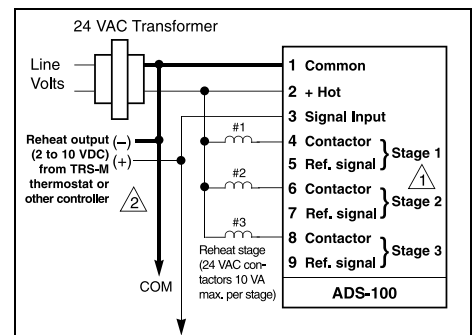 24 VAC Transformer
Line
Volts
1 Common
2 + Hot
3 Signal Input
4 Contactor
5 Ref. signal
Stage 1
6 Contactor
7 Ref. signal
Stage 2
8 Contactor
9 Ref. signal
Stage 3
ADS-100
1
Reheat output (–)
(2 to 10 VDC) (+)
from TRS-M
thermostat or
other controller
2
#1
#2
#3
Reheat stage
(24 VAC con-
tactors 10 VA
max. per stage)
COM